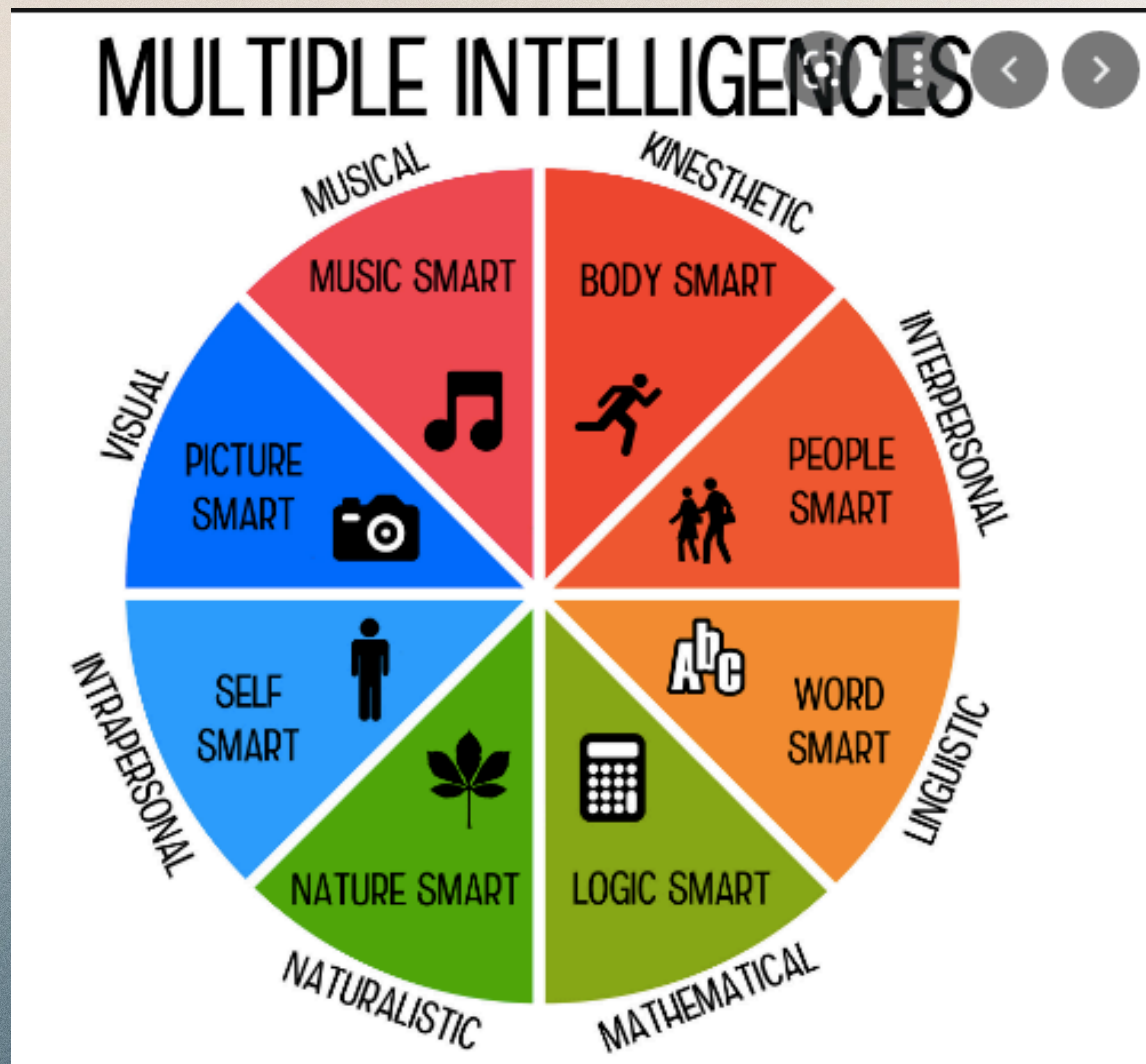 MULTIPLE INTELLIGENCES
MUSICAL
KINESTHETIC
MUSIC SMART
BODY SMART
INTERPERSONAL
VISUAL
PICTURE
SMART
PEOPLE
SMART
Abc
INTRAPERSONAL
SELF
SMART
WORD
SMART
LINGUISTIC
NATURE SMART
LOGIC SMART
NATURALISTIC
MATHEMATICAL